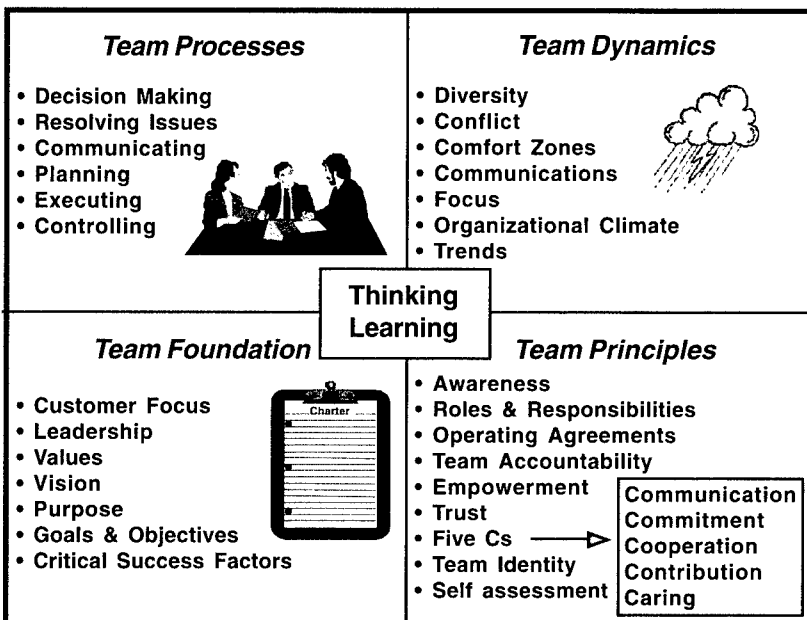 Team Processes
• Decision Making
• Resolving Issues
• Communicating
• Planning
• Executing
• Controlling
Team Dynamics
• Diversity
• Conflict
• Comfort Zones
• Communications
• Focus
• Organizational Climate
• Trends
Thinking
Learning
Team Foundation
• Customer Focus
• Leadership
• Values
• Vision
• Purpose
• Goals & Objectives
• Critical Success Factors
Charter
Team Principles
• Awareness
• Roles & Responsibilities
• Operating Agreements
• Team Accountability
• Empowerment
• Trust
• Five Cs
• Team Identity
• Self assessment
Communication
Commitment
Cooperation
Contribution
Caring